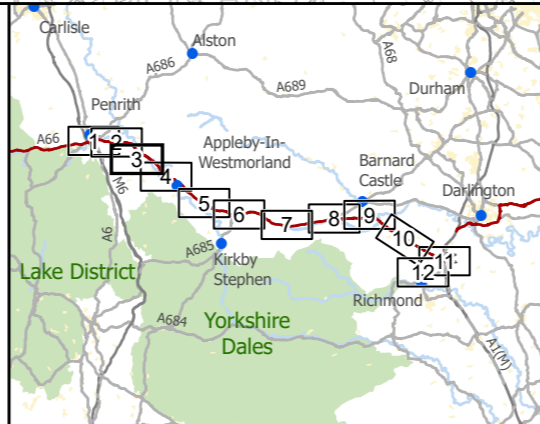 Carlisle
Alston
A68
A686
A689
Durham
Penrith
A66
1
2
3
Appleby-In-
Westmorland
Barnard
Castle
Darlington
4
M6
5
6
7
8
9
10
11
12
A6
A685
Kirkby
Stephen
Lake District
Richmond
A684
Yorkshire
Dales
A1(M)